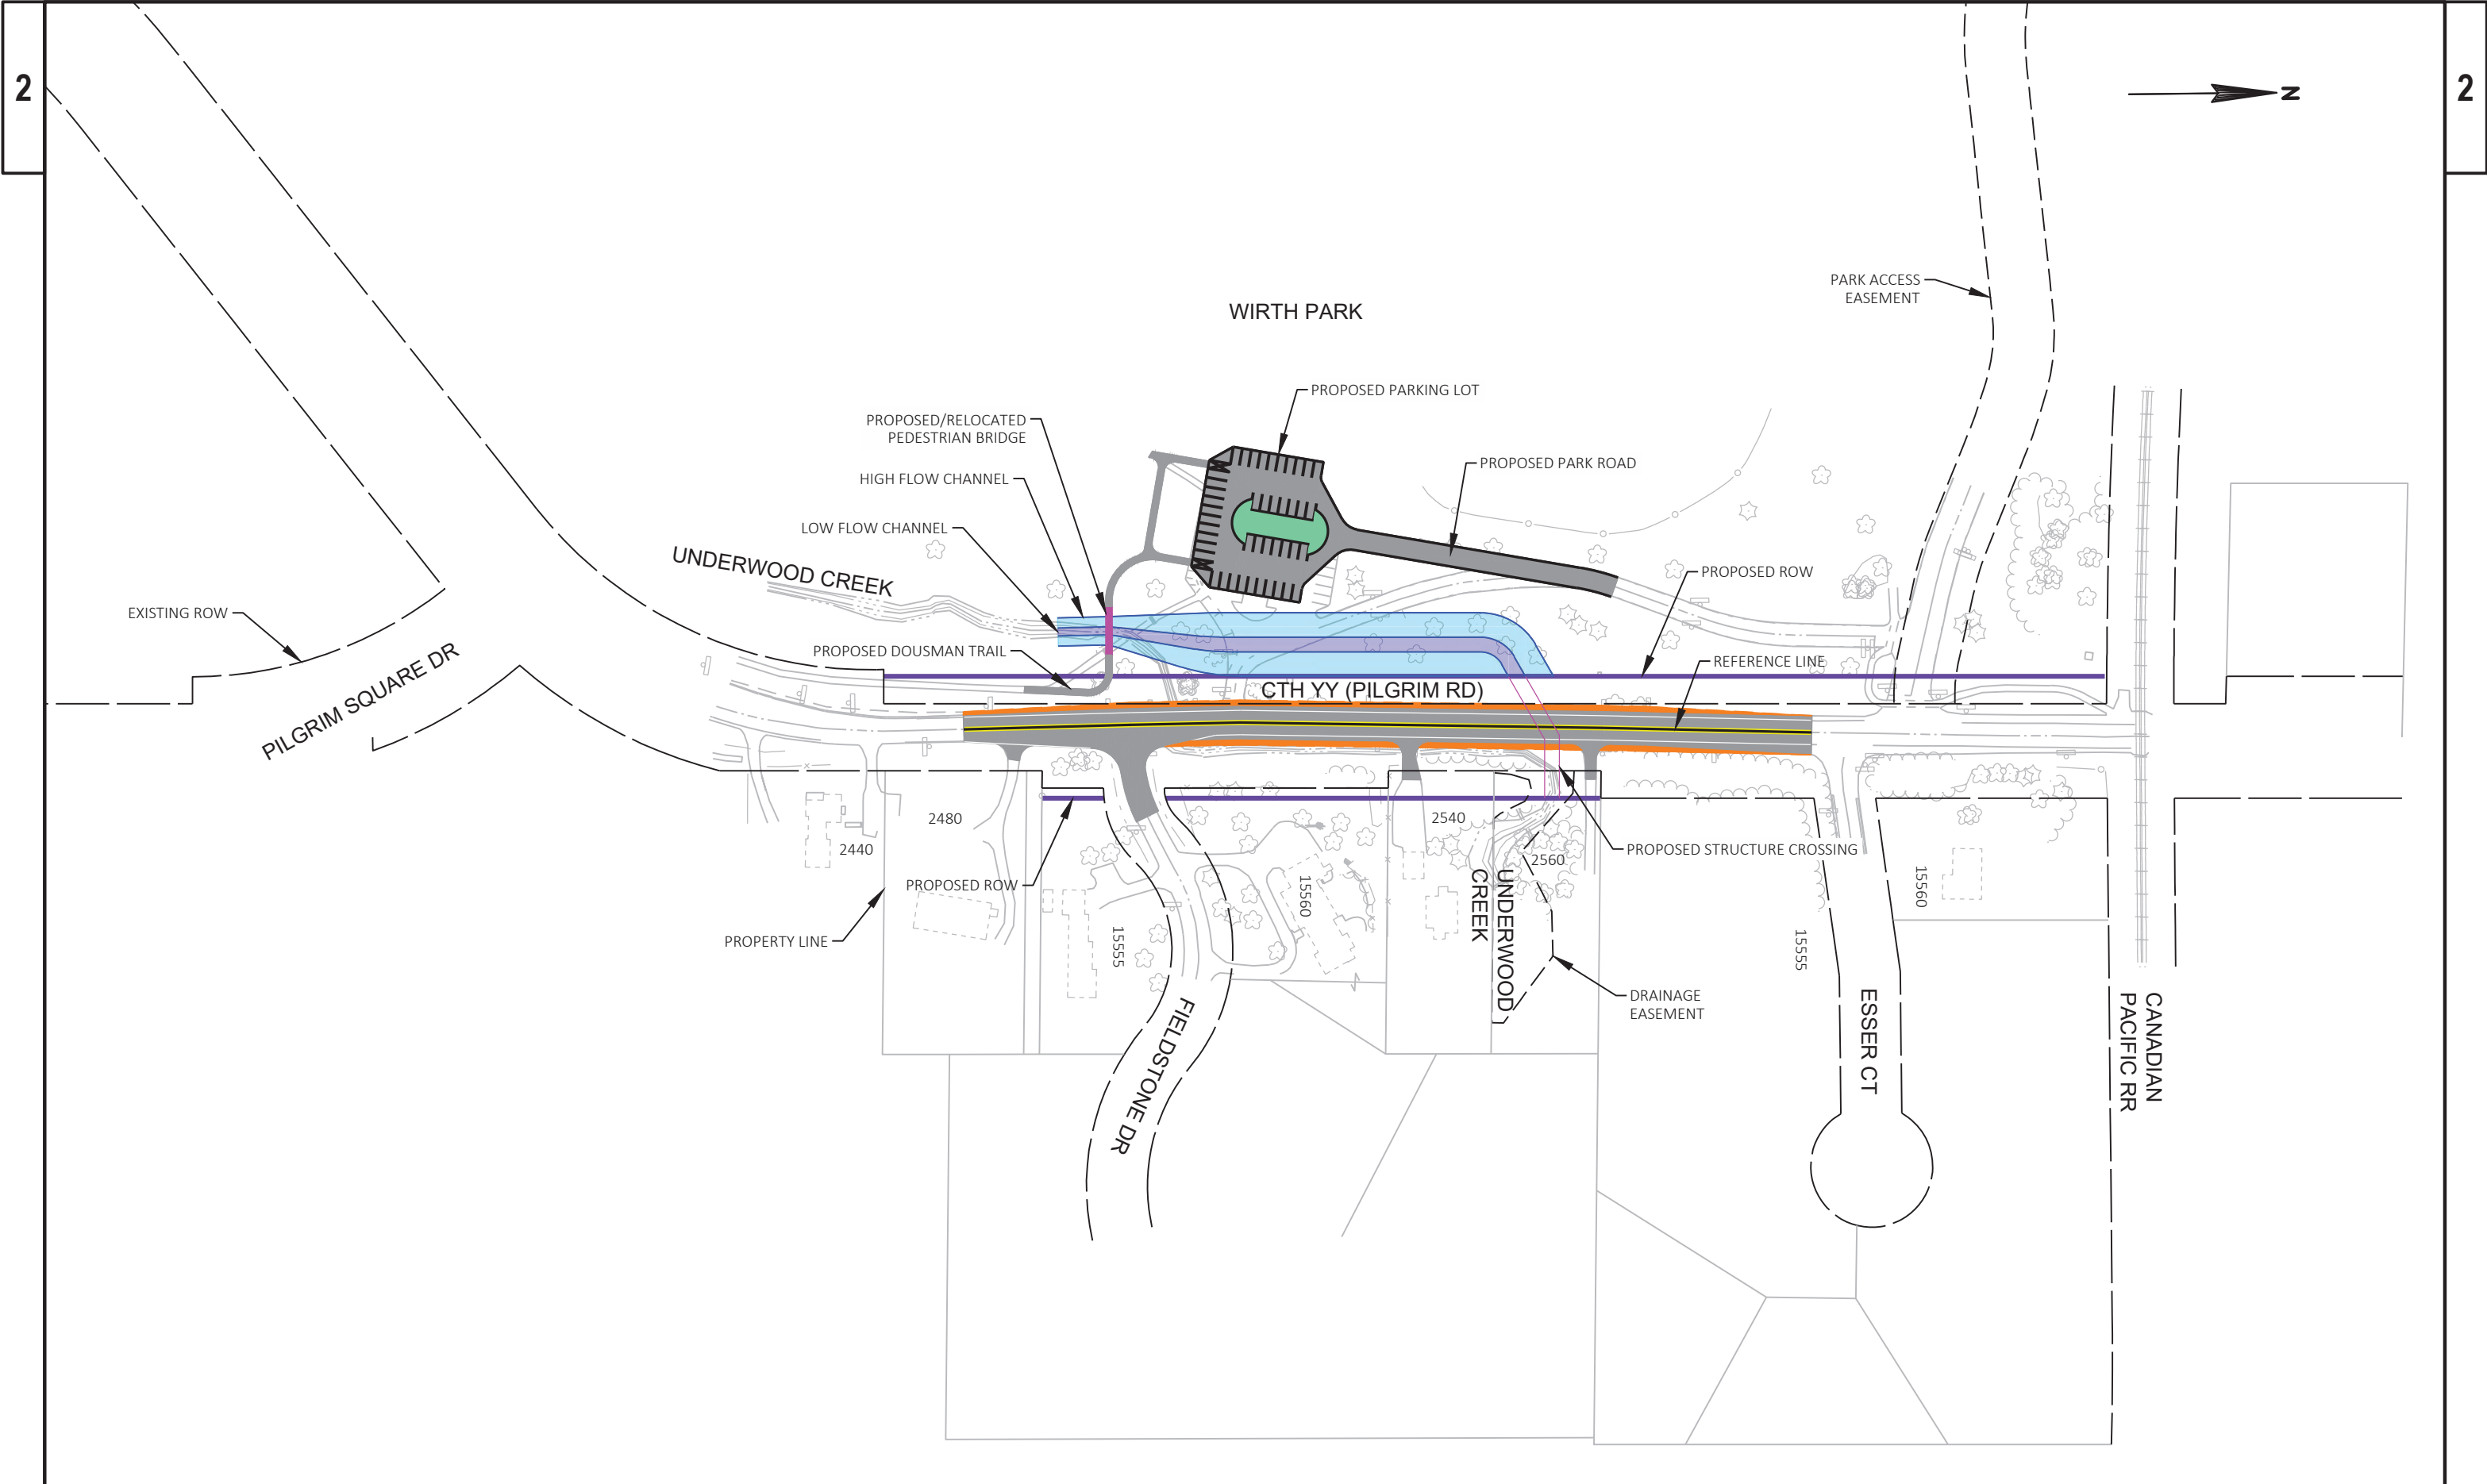 2
2
N
PARK ACCESS
EASEMENT
WIRTH PARK
PROPOSED PARKING LOT
PROPOSED/RELOCATED
PEDESTRIAN BRIDGE
PROPOSED PARK ROAD
HIGH FLOW CHANNEL
LOW FLOW CHANNEL
UNDERWOOD CREEK
PROPOSED ROW
EXISTING ROW
PROPOSED DOUSMAN TRAIL
REFERENCE LINE
PILGRIM SQUARE DR
CTH YY (PILGRIM RD)
2480
2540
2440
PROPOSED STRUCTURE CROSSING
2560
PROPOSED ROW
15560
UNDERWOOD
CREEK
15560
PROPERTY LINE
15555
15555
DRAINAGE
EASEMENT
FIELDSTONE DR
ESSER CT
CANADIAN
PACIFIC RR